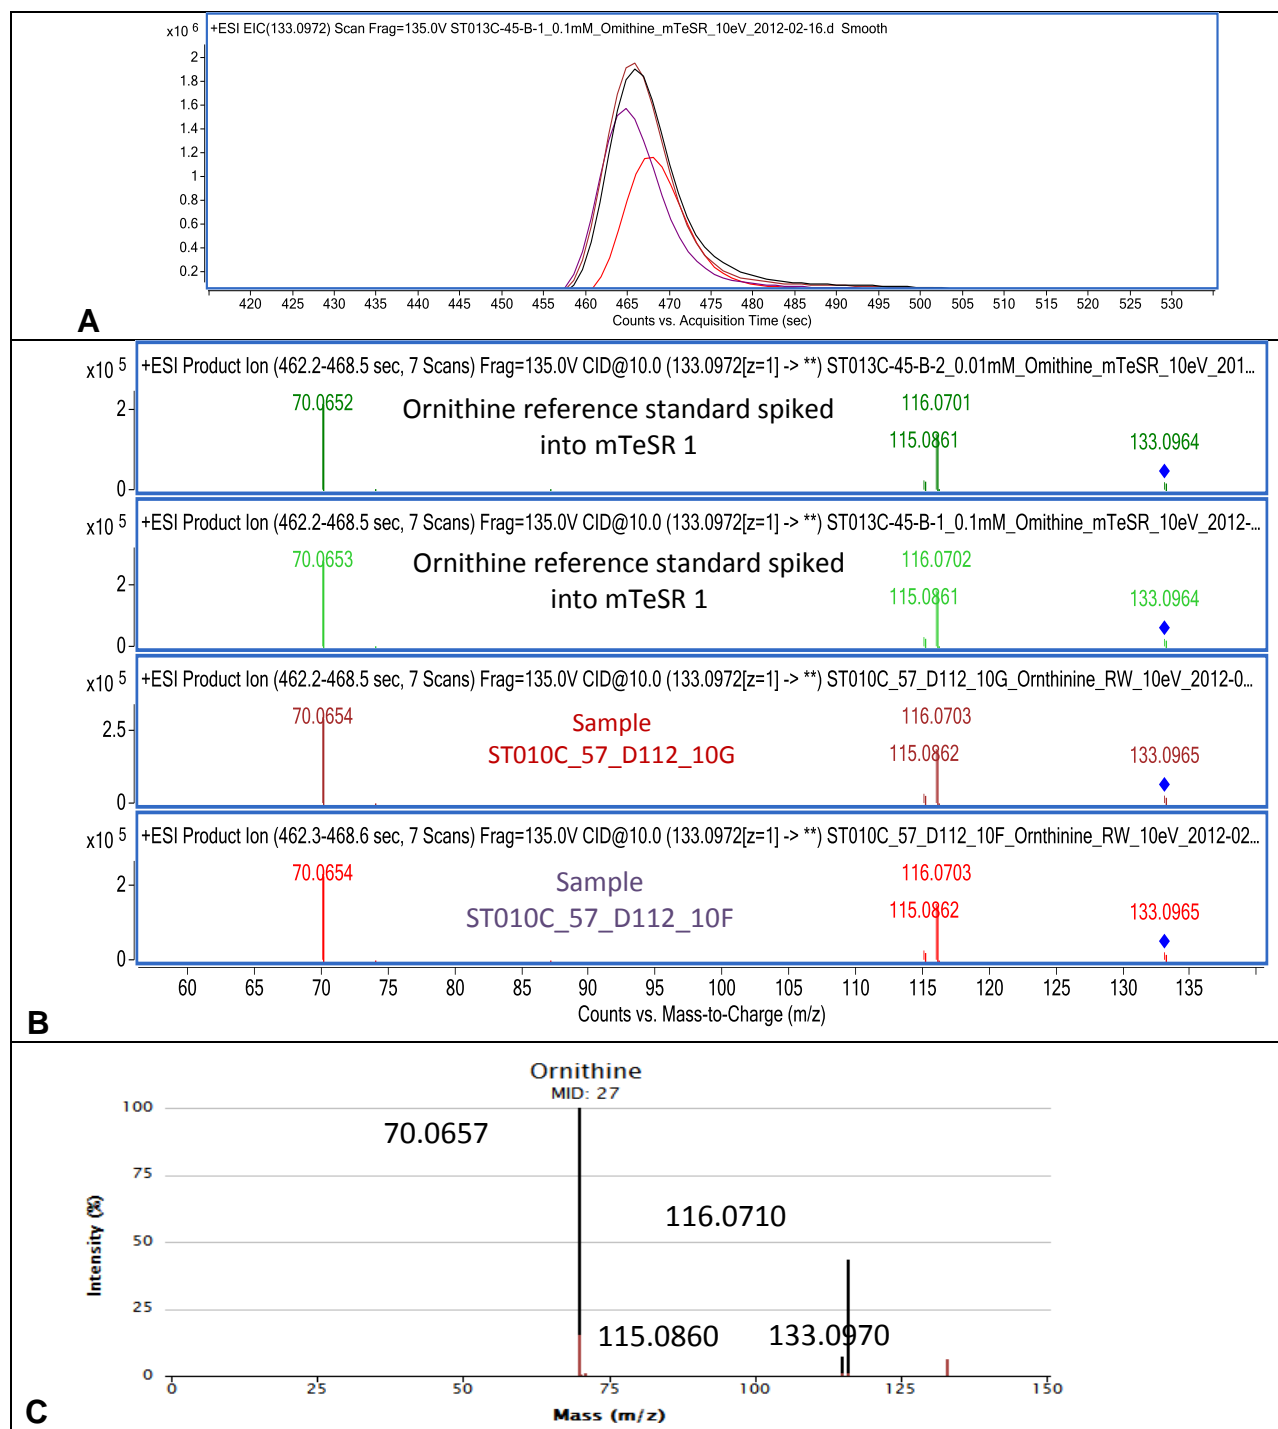 x10 6
+ESI EIC(133.0972) Scan Frag=135.0V ST013C-45-B-1_0.1mM_Omithine_mTeSR_10eV_2012-02-16.d Smooth
2
1.8
1.6
1.4
1.2
1
0.8
0.6
0.4
0.2
420 425 430 435 440 445 450 455 460 465 470 475 480 485 490 495 500 505 510 515 520 525 530
Counts vs. Acquisition Time (sec)
A
x10 5
+ESI Product Ion (462.2-468.5 sec, 7 Scans) Frag=135.0V CID@10.0 (133.0972[z=1] -> **) ST013C-45-B-2_0.01mM_Omithine_mTeSR_10eV_201...
2
0
70.0652
Ornithine reference standard spiked
into mTeSR 1
116.0701
115.0861
133.0964
x10 5
+ESI Product Ion (462.2-468.5 sec, 7 Scans) Frag=135.0V CID@10.0 (133.0972[z=1] -> **) ST013C-45-B-1_0.1mM_Omithine_mTeSR_10eV_2012-...
2
0
70.0653
Ornithine reference standard spiked
into mTeSR 1
116.0702
115.0861
133.0964
x10 5
+ESI Product Ion (462.2-468.5 sec, 7 Scans) Frag=135.0V CID@10.0 (133.0972[z=1] -> **) ST010C_57_D112_10G_Ornthinine_RW_10eV_2012-0...
2.5
0
70.0654
Sample
ST010C_57_D112_10G
116.0703
115.0862
133.0965
x10 5
+ESI Product Ion (462.3-468.6 sec, 7 Scans) Frag=135.0V CID@10.0 (133.0972[z=1] -> **) ST010C_57_D112_10F_Ornthinine_RW_10eV_2012-02...
2
0
70.0654
Sample
ST010C_57_D112_10F
116.0703
115.0862
133.0965
60 65 70 75 80 85 90 95 100 105 110 115 120 125 130 135
Counts vs. Mass-to-Charge (m/z)
B
Ornithine
MID: 27
100
75
50
25
0
Intensity (%)
70.0657
116.0710
115.0860
133.0970
0 25 50 75 100 125 150
Mass (m/z)
C